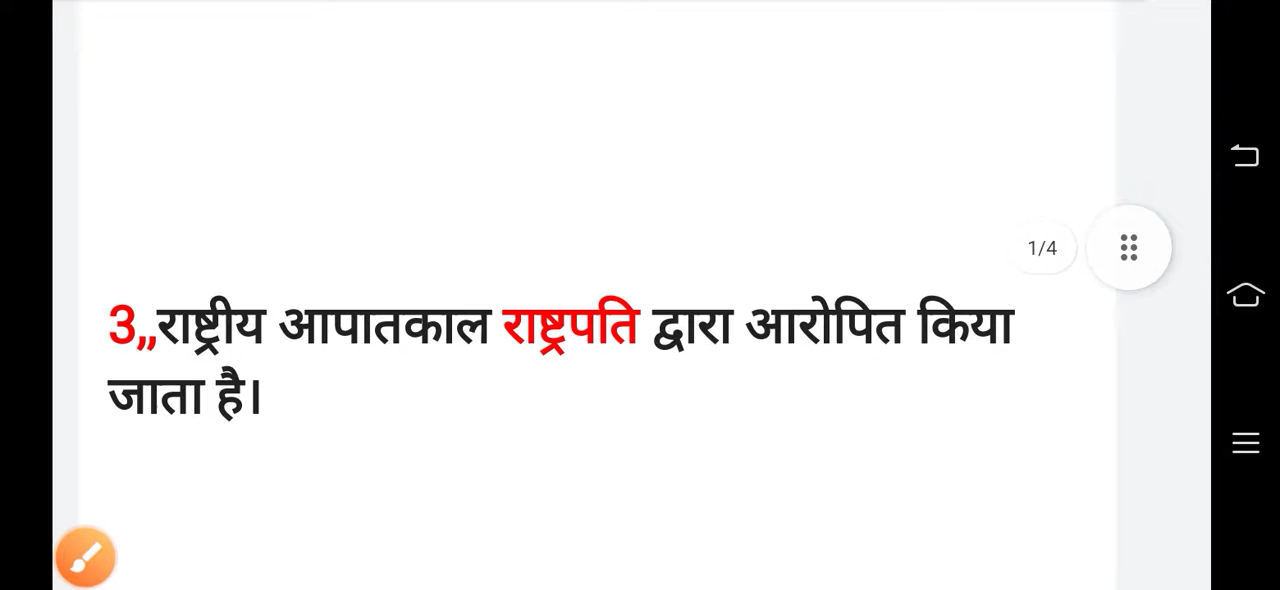 1/4
3,,राष्ट्रीय आपातकाल राष्ट्रपति द्वारा आरोपित किया
जाता है।